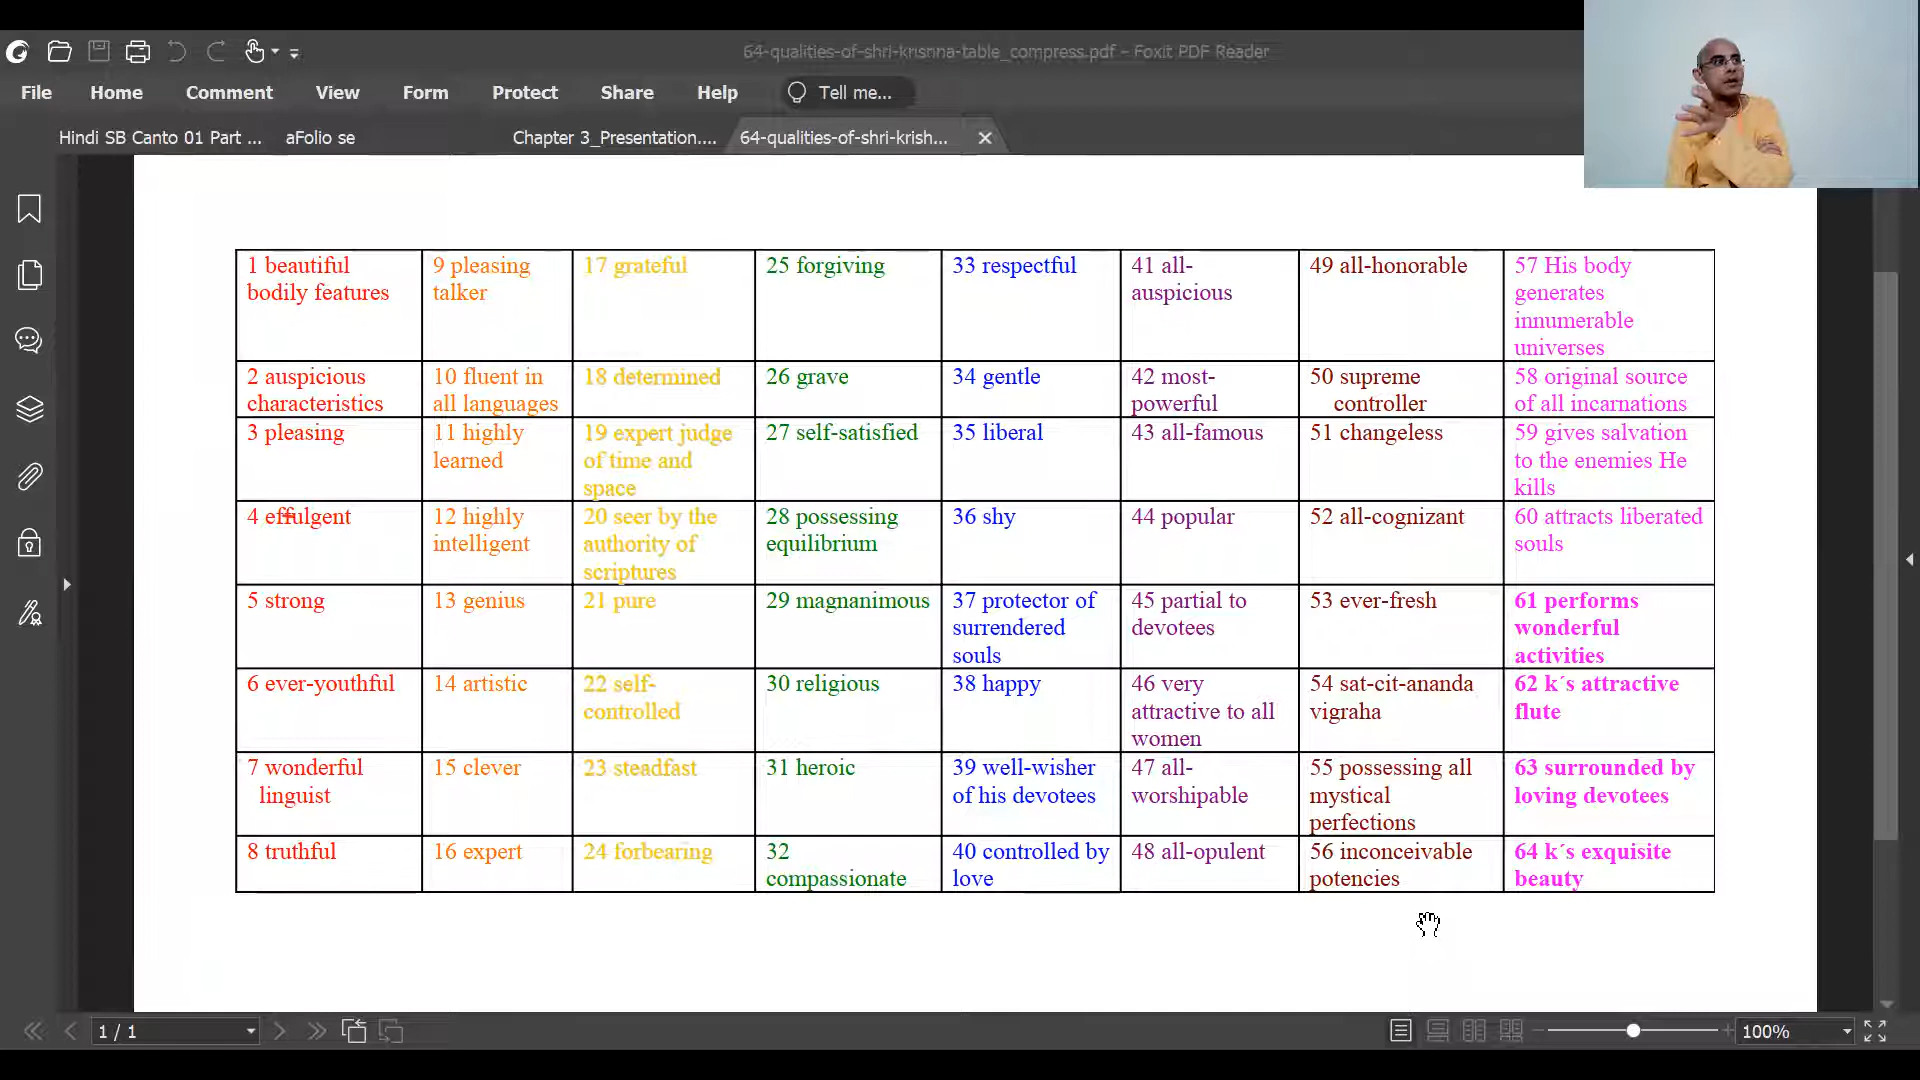 64-qualities-of-shri-krisnna-table_compress.pdf - Foxit PDF Reader
File Home Comment View Form Protect Share Help Tell me...
Hindi SB Canto 01 Part ... aFolio se Chapter 3_Presentation.... 64-qualities-of-shri-krish...
1 beautiful
bodily features
9 pleasing
talker
17 grateful
25 forgiving
33 respectful
41 all-
auspicious
49 all-honorable
57 His body
generates
innumerable
universes
2 auspicious
characteristics
10 fluent in
all languages
18 determined
26 grave
34 gentle
42 most-
powerful
50 supreme
controller
58 original source
of all incarnations
3 pleasing
11 highly
learned
19 expert judge
of time and
space
27 self-satisfied
35 liberal
43 all-famous
51 changeless
59 gives salvation
to the enemies He
kills
4 effulgent
12 highly
intelligent
20 seer by the
authority of
scriptures
28 possessing
equilibrium
36 shy
44 popular
52 all-cognizant
60 attracts liberated
souls
5 strong
13 genius
21 pure
29 magnanimous
37 protector of
surrendered
souls
45 partial to
devotees
53 ever-fresh
61 performs
wonderful
activities
6 ever-youthful
14 artistic
22 self-
controlled
30 religious
38 happy
46 very
attractive to all
women
54 sat-cit-ananda
vigraha
62 k´s attractive
flute
7 wonderful
linguist
15 clever
23 steadfast
31 heroic
39 well-wisher
of his devotees
47 all-
worshipable
55 possessing all
mystical
perfections
63 surrounded by
loving devotees
8 truthful
16 expert
24 forbearing
32
compassionate
40 controlled by
love
48 all-opulent
56 inconceivable
potencies
64 k´s exquisite
beauty
1 / 1
100%